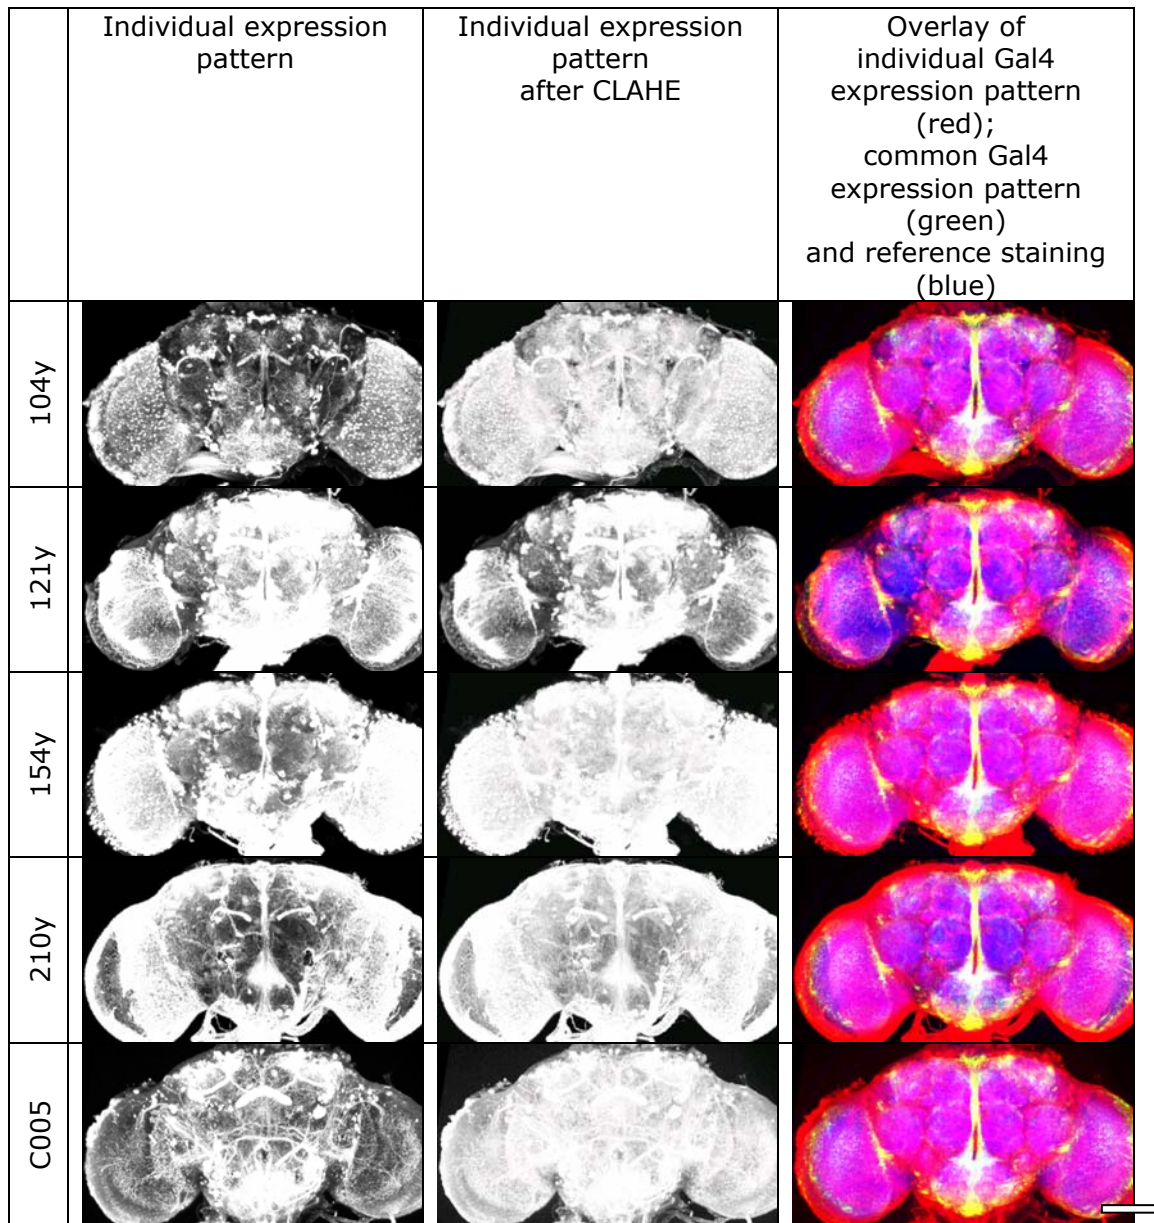 Individual expression
pattern
Individual expression
pattern
after CLAHE
Overlay of
individual Gal4
expression pattern
(red);
common Gal4
expression pattern
(green)
and reference staining
(blue)
104y
121y
154y
210y
C005